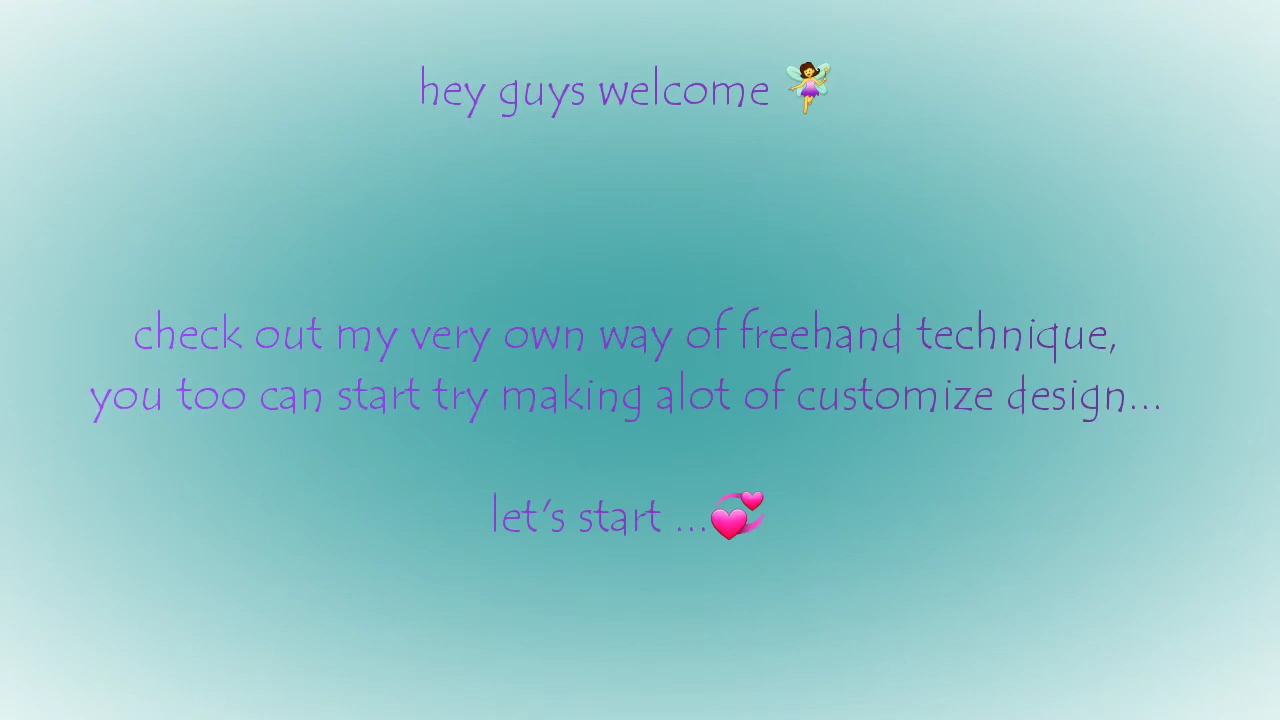 hey guys welcome 🧚‍♀️
check out my very own way of freehand technique,
you too can start try making alot of customize design...
let's start ...💞